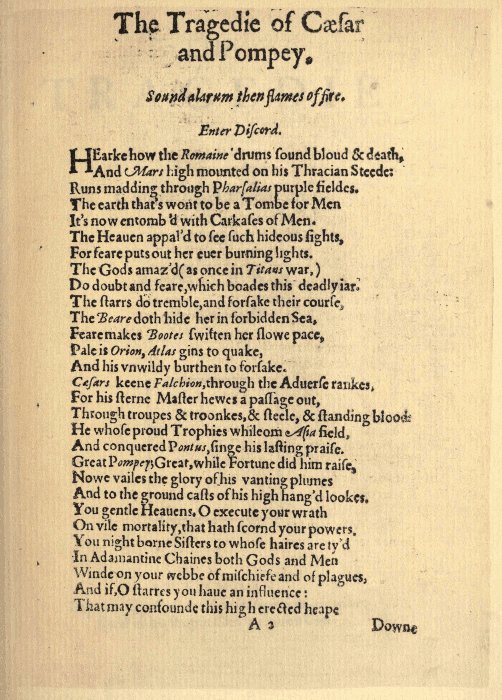 The Tragedie of Cæſar
and Pompey.
Sound alarum then flames of fire.
Enter Diſcord.
HEarke how the Romaine drums ſound bloud & death,
And Mars high mounted on his Thracian Steede:
Runs madding through Pharſalias purple fieldes.
The earth that's wont to be a Tombe for Men
It's now entomb'd with Carkaſes of Men.
The Heauen appal'd to ſee ſuch hideous ſights,
For feare puts out her euer burning lights.
The Gods amaz'd (as once in Titans war,)
Do doubt and feare, which boades this deadly iar.
The ſtarrs do tremble, and forſake their courſe,
The Beare doth hide her in forbidden Sea,
Feare makes Bootes ſwiften her ſlowe pace,
Pale is Orion, Atlas gins to quake,
And his vnwildy burthen to forſake.
Cæſars keene Falchion, through the Aduerſe rankes,
For his ſterne Maſter hewes a paſſage out,
Through troupes & troonkes, & ſteele, & ſtanding blood:
He whoſe proud Trophies whileom Aſia field,
And conquered Pontus, ſinge his laſting praiſe.
Great Pompey; Great, while Fortune did him raiſe,
Nowe vailes the glory of his vanting plumes
And to the ground caſts of his high hang'd lookes.
You gentle Heauens. O execute your wrath
On vile mortality, that hath ſcornd your powers.
You night borne Siſters to whoſe haires are ty'd
In Adamantine Chaines both Gods and Men
Winde on your webbe of miſchiefe and of plagues,
And if, O ſtarres you haue an influence:
That may confounde this high erected heape
A 2 Downe